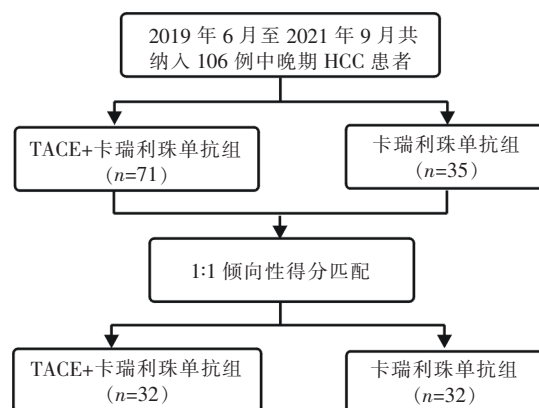 2019 年 6 月至 2021 年 9 月共
纳入 106 例中晚期 HCC 患者
TACE+卡瑞利珠单抗组
(n=71)
卡瑞利珠单抗组
(n=35)
1∶1 倾向性得分匹配
TACE+卡瑞利珠单抗组
(n=32)
卡瑞利珠单抗组
(n=32)